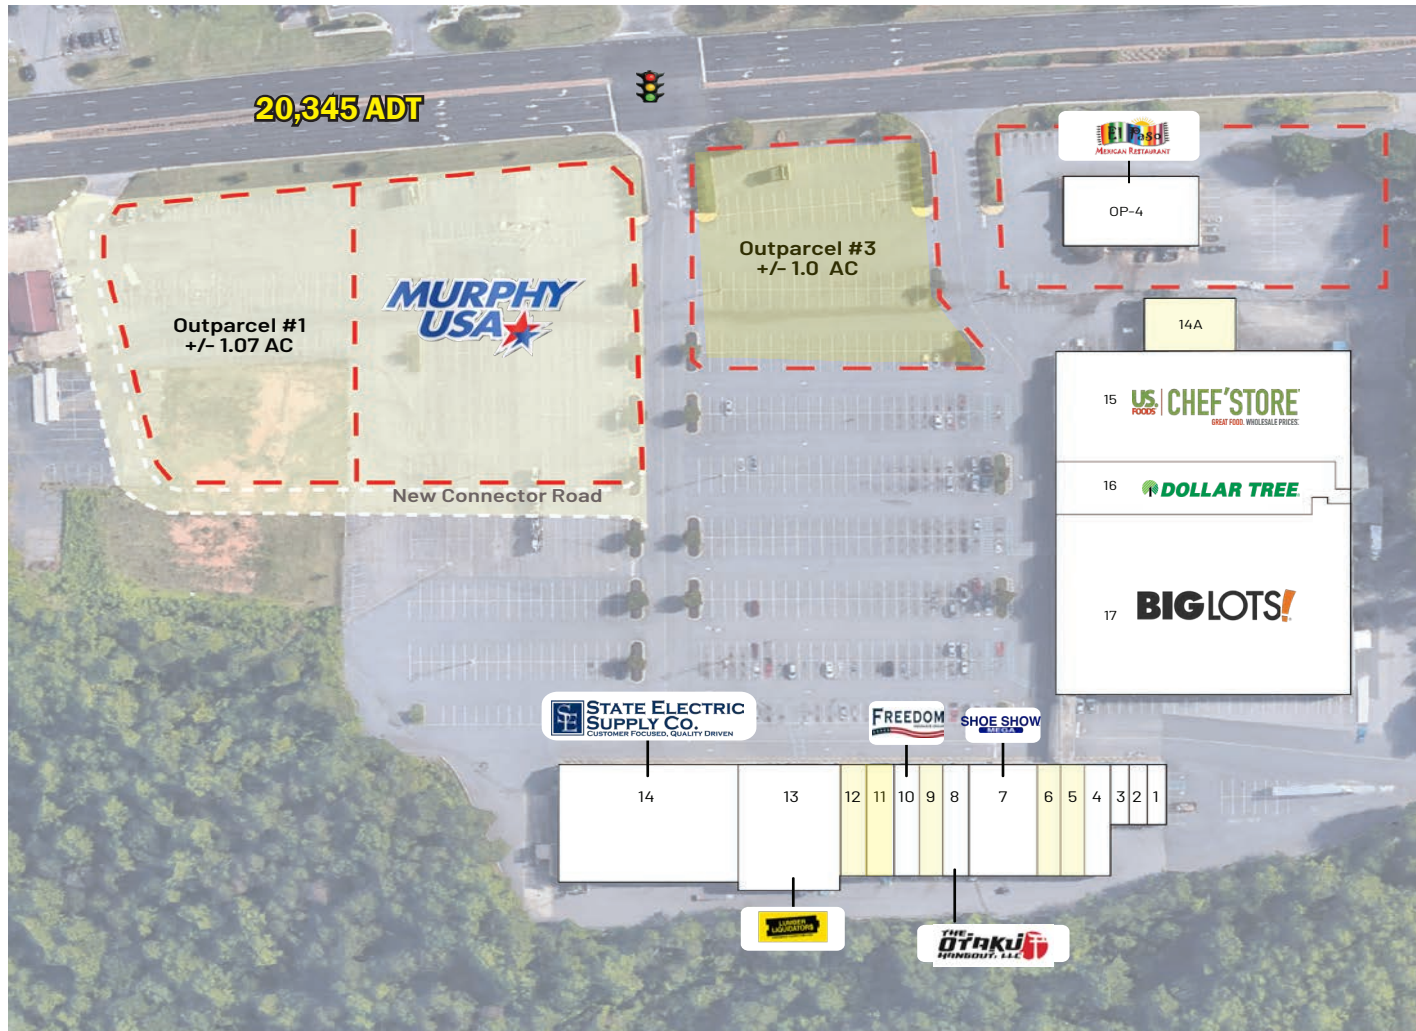 20,345 ADT
El Paso
MEXICAN RESTAURANT
OP-4
Outparcel #3
+/- 1.0 AC
MURPHY
USA
Outparcel #1
+/- 1.07 AC
14A
15
US.
FOODS
CHEF'STORE
GREAT FOOD. WHOLESALE PRICES.
16
DOLLAR TREE
New Connector Road
17
BIG LOTS!
SE
STATE ELECTRIC
SUPPLY CO.
CUSTOMER FOCUSED, QUALITY DRIVEN
FREEDOM
SHOE SHOW
MEGA
14
13
12
11
10
9
8
7
6
5
4
3
2
1
LUMBER
LIQUIDATORS
THE
OTAKU
HANGOUT, LLC